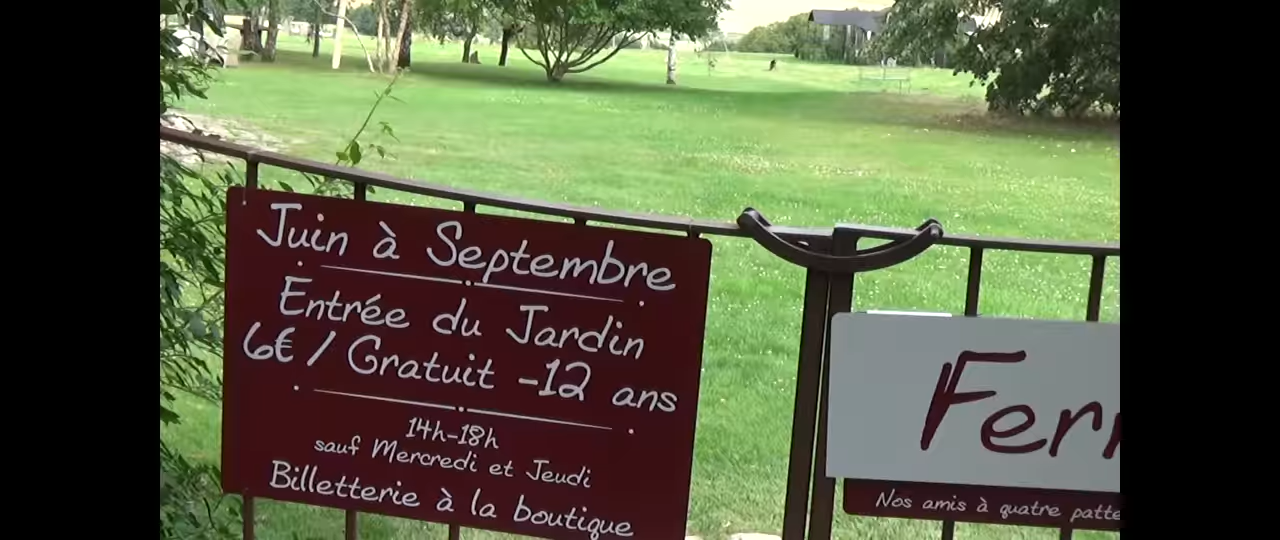 Juin à Septembre
Entrée du Jardin
6€ / Gratuit -12 ans
14h-18h
sauf Mercredi et Jeudi
Billetterie à la boutique
Nos amis à quatre patte